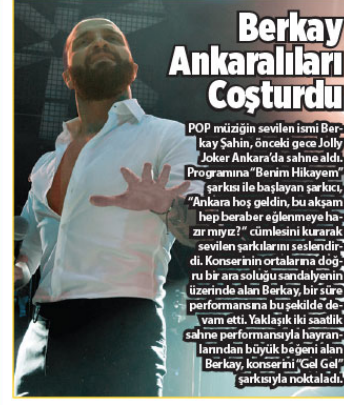 Berkay
Ankaralıları
Coşturdu
POP müziğin sevilen ismi Ber-
kay Şahin, önceki gece Jolly
Joker Ankara’da sahne aldı.
Programına “Benim Hikayem”
şarkısı ile başlayan şarkıcı,
“Ankara hoş geldin, bu akşam
hep beraber eğlenmeye ha-
zır mıyız?” cümlesini kurarak
sevilen şarkılarını seslendir-
di. Konserinin ortalarına doğ-
ru bir ara soluğu sandalyenin
üzerinde alan Berkay, bir süre
performansına bu şekilde de-
vam etti. Yaklaşık iki saatlik
sahne performansıyla hayran-
larından büyük beğeni alan
Berkay, konserini “Gel Gel”
şarkısıyla noktaladı.